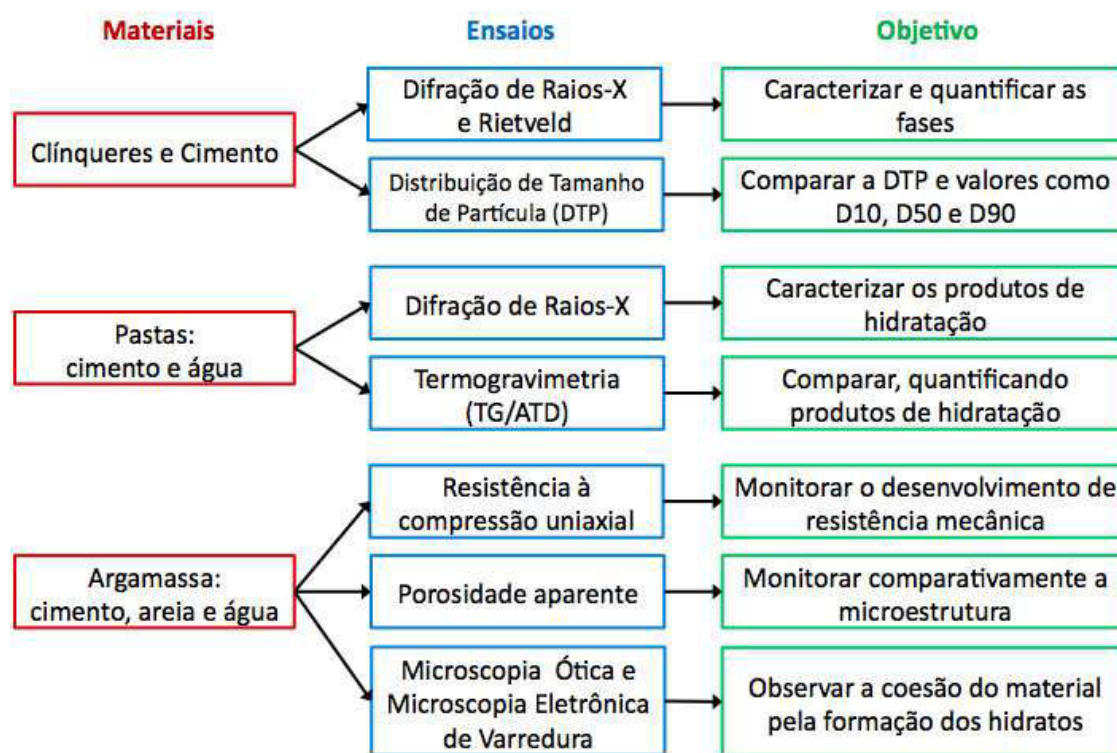 Materiais
Ensaios
Objetivo
Clínqueres e Cimento
Difração de Raios-X
e Rietveld
Caracterizar e quantificar as
fases
Distribuição de Tamanho
de Partícula (DTP)
Comparar a DTP e valores como
D10, D50 e D90
Pastas:
cimento e água
Difração de Raios-X
Caracterizar os produtos de
hidratação
Termogravimetria
(TG/ATD)
Comparar, quantificando
produtos de hidratação
Argamassa:
cimento, areia e água
Resistência à
compressão uniaxial
Monitorar o desenvolvimento de
resistência mecânica
Porosidade aparente
Monitorar comparativamente a
microestrutura
Microscopia Ótica e
Microscopia Eletrônica
de Varredura
Observar a coesão do material
pela formação dos hidratos